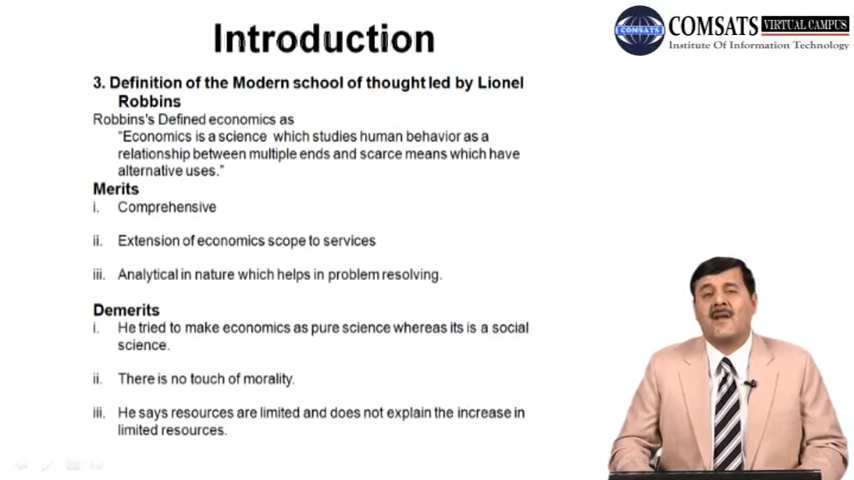 Introduction
COMSATS VIRTUAL CAMPUS
Institute Of Information Technology
COMSATS
3. Definition of the Modern school of thought led by Lionel
Robbins
Robbins's Defined economics as
“Economics is a science which studies human behavior as a
relationship between multiple ends and scarce means which have
alternative uses.”
Merits
i. Comprehensive
ii. Extension of economics scope to services
iii. Analytical in nature which helps in problem resolving.
Demerits
i. He tried to make economics as pure science whereas its is a social
science.
ii. There is no touch of morality.
iii. He says resources are limited and does not explain the increase in
limited resources.